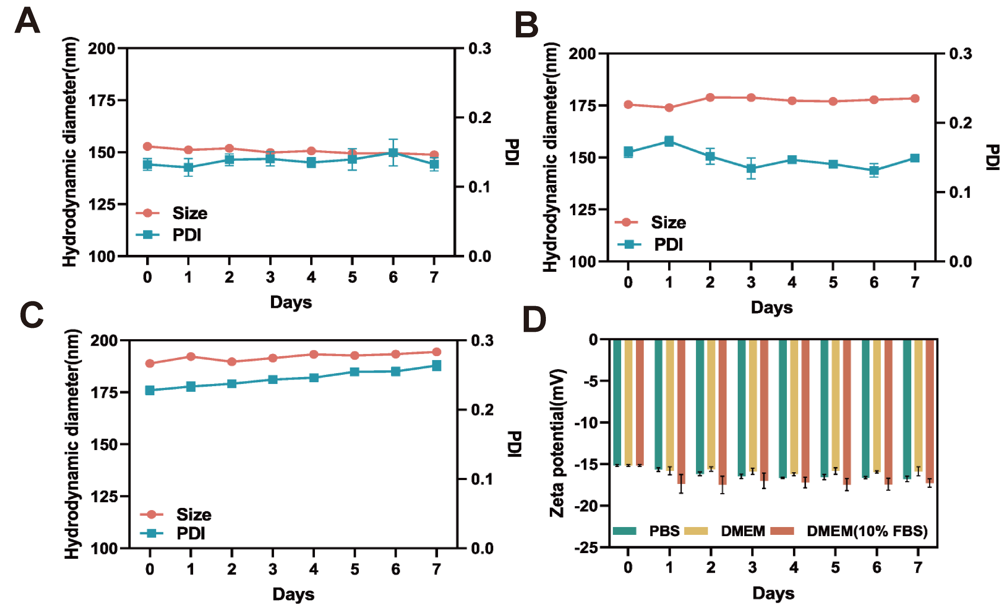 A
Hydrodynamic diameter(nm)
200
175
150
125
100
0.3
0.2
0.1
0.0
PDI
Size
PDI
0 1 2 3 4 5 6 7
Days
B
Hydrodynamic diameter(nm)
200
175
150
125
100
0.3
0.2
0.1
0.0
PDI
Size
PDI
0 1 2 3 4 5 6 7
Days
C
Hydrodynamic diameter(nm)
200
175
150
125
100
0.3
0.2
0.1
0.0
PDI
Size
PDI
0 1 2 3 4 5 6 7
Days
D
Zeta potential(mV)
0
-5
-10
-15
-20
-25
PBS DMEM DMEM(10% FBS)
0 1 2 3 4 5 6 7
Days